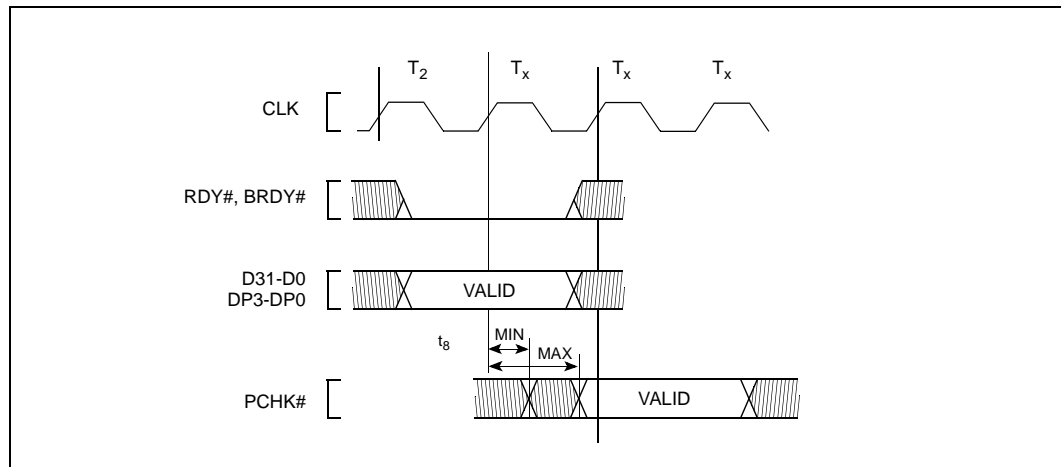 T2 Tx Tx Tx
CLK
RDY#, BRDY#
D31-D0
DP3-DP0
VALID
t8
MIN
MAX
PCHK#
VALID